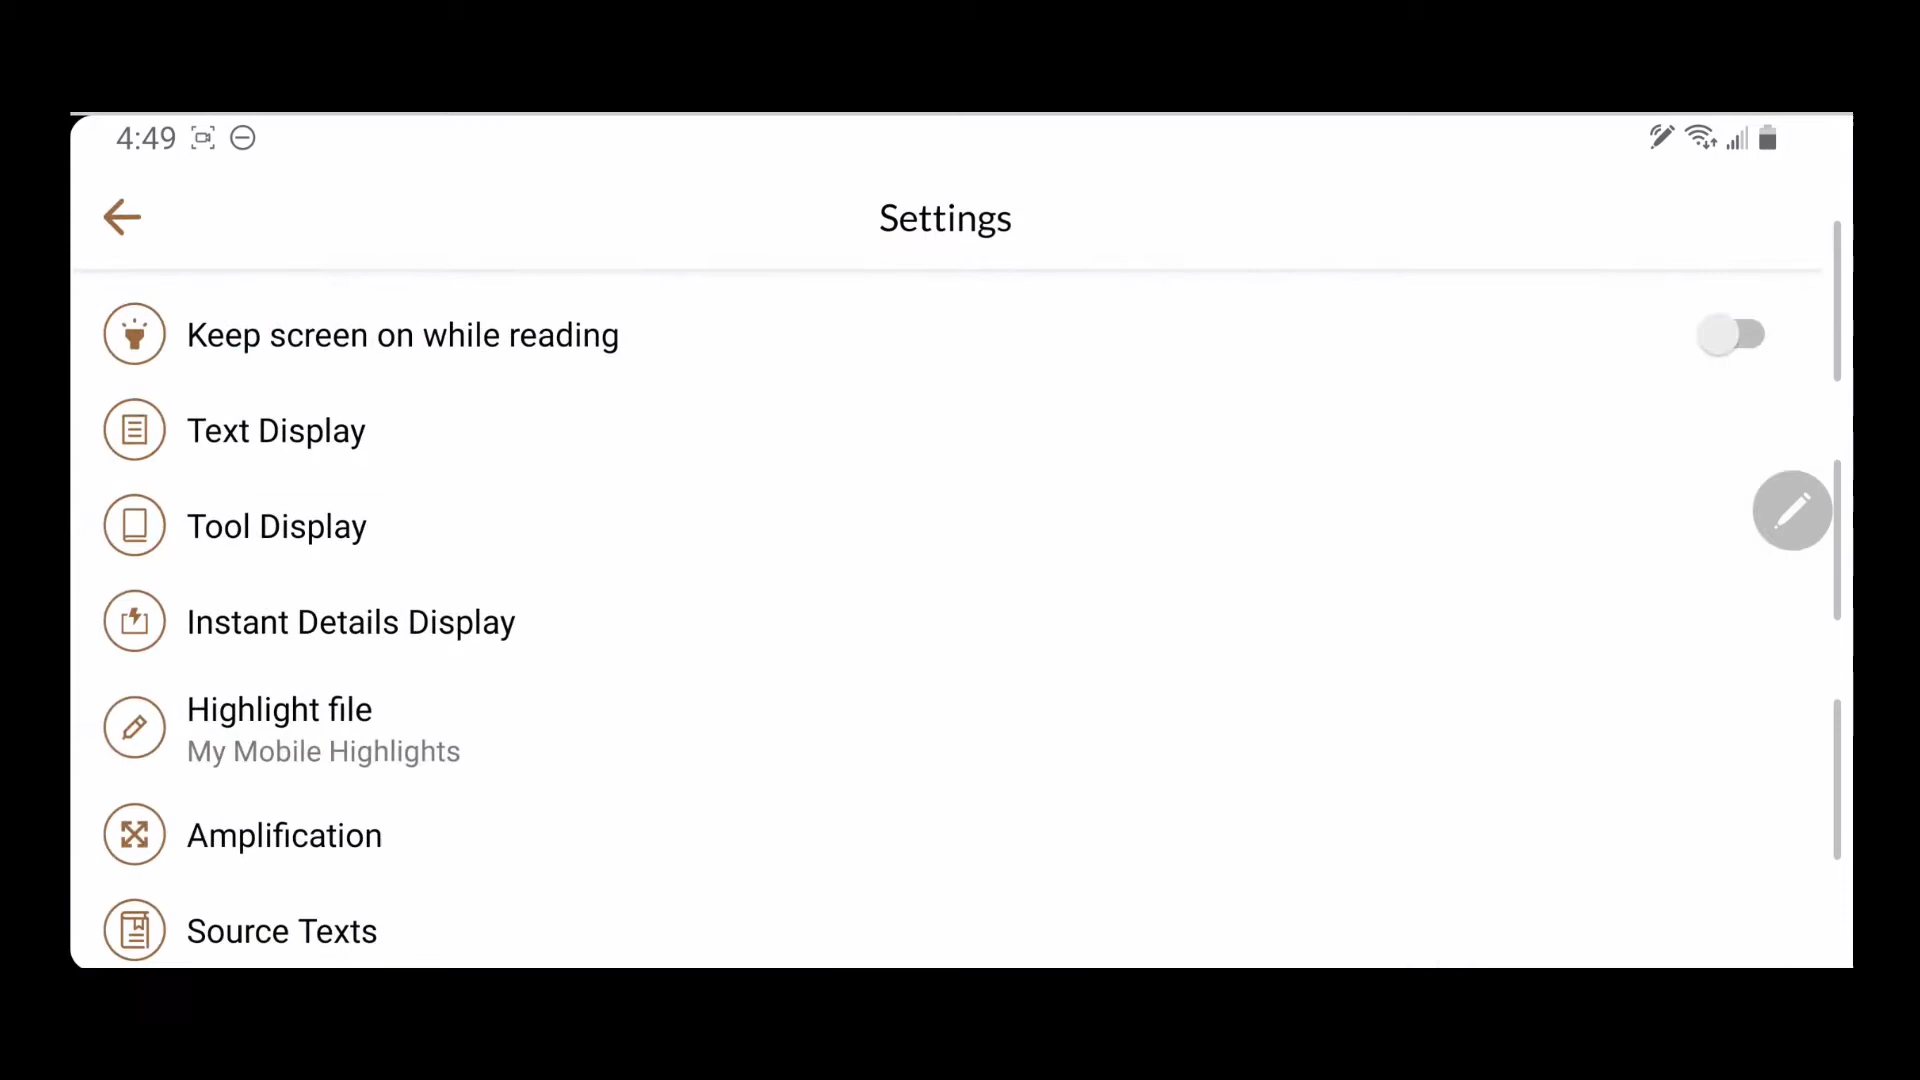 4:49
Settings
Keep screen on while reading
Text Display
Tool Display
Instant Details Display
Highlight file
My Mobile Highlights
Amplification
Source Texts